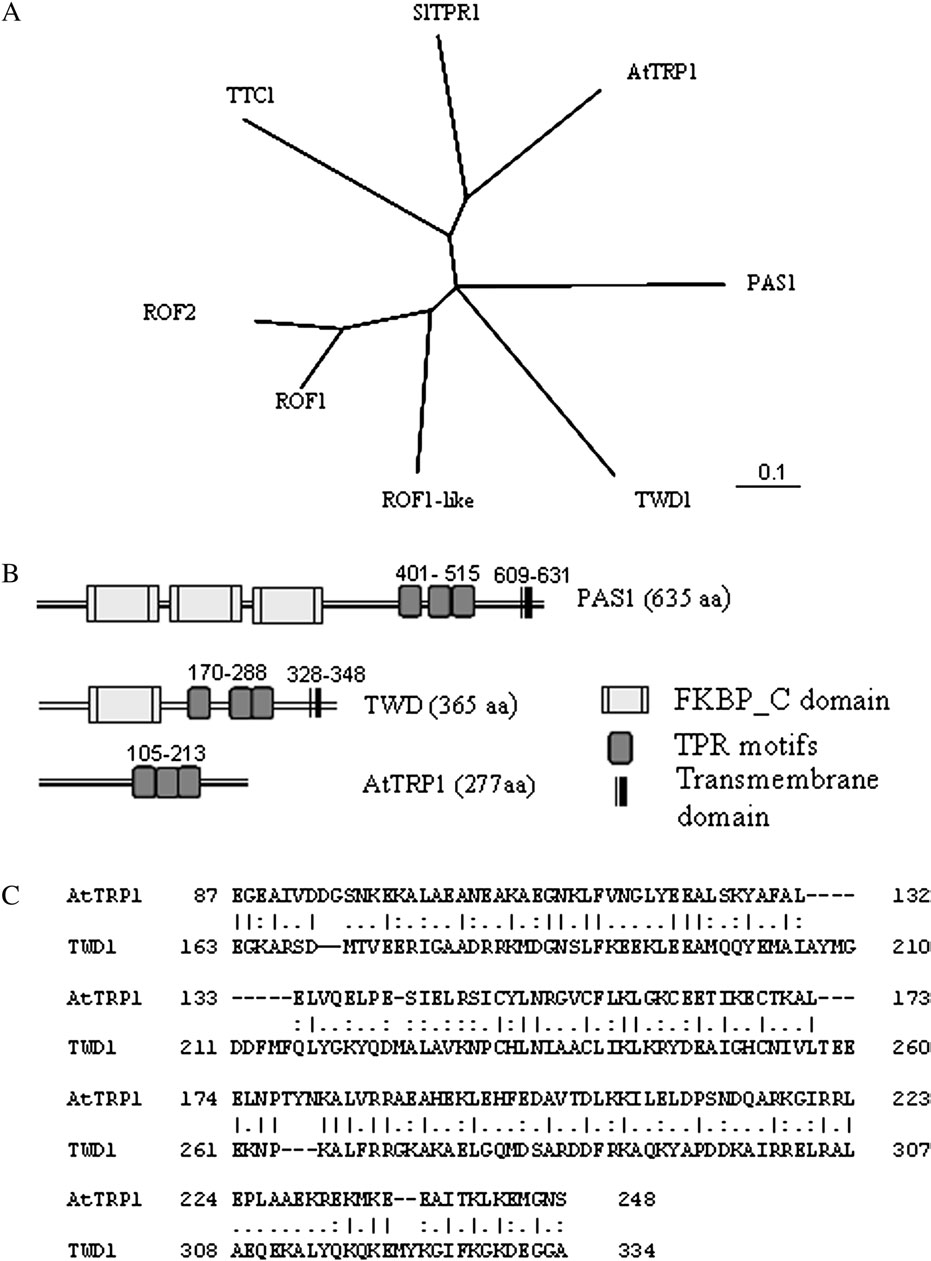 A
SlTPR1
AtTRP1
TTC1
PAS1
ROF2
ROF1
ROF1-like
TWD1
0.1
B
401- 515 609-631
PAS1 (635 aa)
170-288 328-348
TWD (365 aa)
105-213
AtTRP1 (277aa)
FKBP_C domain
TPR motifs
Transmembrane
domain
C
AtTRP1 87 EGEAIVDDGSNKEKALAEANEAKAEGNKLFVNGLYEEALSKYAFAL---- 132
||:.|.| ...|:.:.||.:.|.||.||.....|||.:..||.|:
TWD1 163 EGKARSD--MTVEERIGAADRRKMDGNSLFKEEKLEEAMQQYEMAIAYMG 210
AtTRP1 133 -----ELVQELPE-SIELRSICYLNRGVCFLKLGKCEETIKECTKAL--- 173
:|..:.:. :.:::..|:||..|.:||.:.:|.|..|...|
TWD1 211 DDFMFQLYGKYQDMALAVKNPCHLNIAACLIKLKRYDEAIGHCNIVLTEE 260
AtTRP1 174 ELNPTYNKALVRRAEAHEKLEHFEDAVTDLKKILELDPSNDQARKGIRRL 223
|.|| |||.||.:|..:|.:.:.|..|.:|......|:|.:..|.|.|
TWD1 261 EKNP---KALFRRGKAKAELGQMDSARDDFRKAQKYAPDDKAIRRELRAL 307
AtTRP1 224 EPLAAEKREKMKE--EAITKLKEMGNS 248
........:|.|| :.|.|.|:.|.:
TWD1 308 AEQEKALYQKQKEMYKGIFKGKDEGGA 334